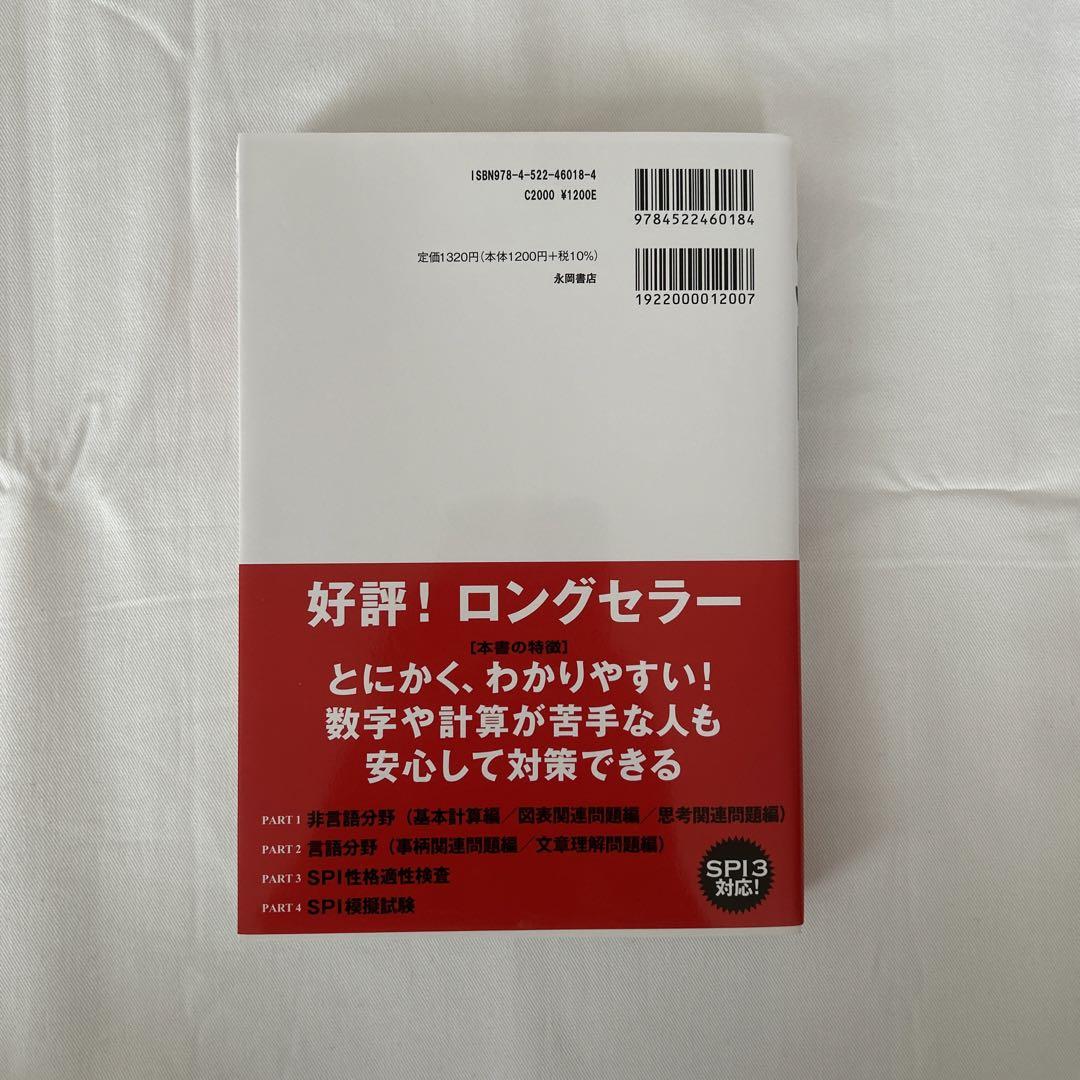 ISBN978-4-522-46018-4
C2000 ¥1200E
9784522460184
定価1320円(本体1200円+税10%)
永岡書店
1922000012007
好評！ロングセラー
[本書の特徴]
とにかく、わかりやすい！
数字や計算が苦手な人も
安心して対策できる
PART 1 非言語分野（基本計算編／図表関連問題編／思考関連問題編）
PART 2 言語分野（事柄関連問題編／文章理解問題編）
PART 3 SPI性格適性検査
PART 4 SPI模擬試験
SPI3
対応！